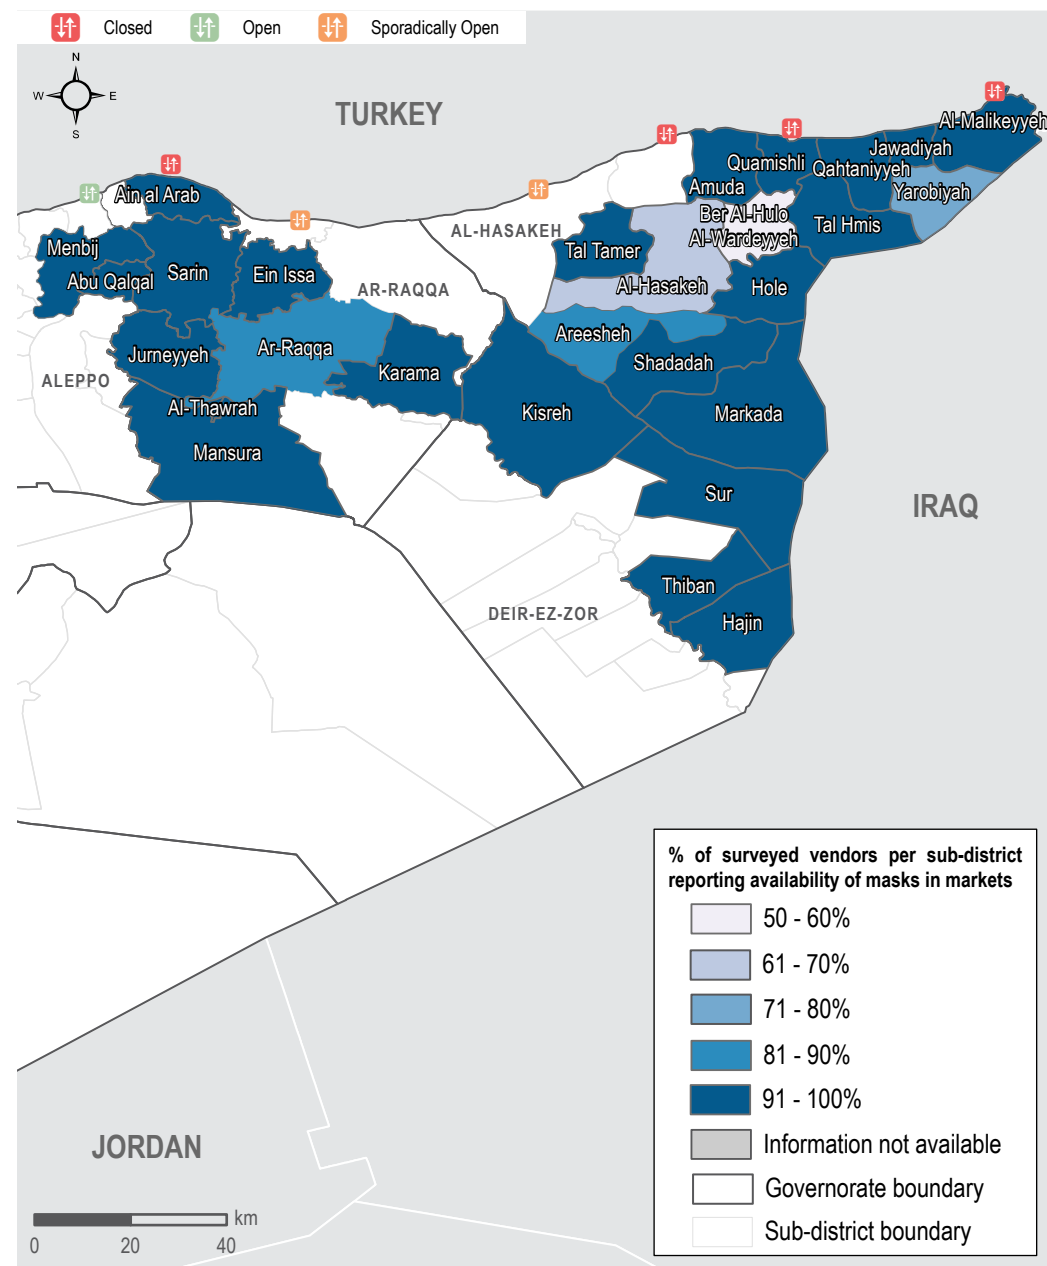 Closed
Open
Sporadically Open
N
W
E
S
TURKEY
Al-Malikeyyeh
Jawadiyah
Quamishli
Qahtaniyyeh
Amuda
Yarobiyah
Ain al Arab
Ber Al-Hulo
Al-Wardeyyeh
Tal Hmis
AL-HASAKEH
Menbij
Tal Tamer
Abu Qalqal
Sarin
Ein Issa
AR-RAQQA
Al-Hasakeh
Hole
Areesheh
Ar-Raqqa
Jurneyyeh
Shadadah
ALEPPO
Karama
Al-Thawrah
Kisreh
Markada
Mansura
Sur
IRAQ
Thiban
DEIR-EZ-ZOR
Hajin
% of surveyed vendors per sub-district
reporting availability of masks in markets
50 - 60%
61 - 70%
71 - 80%
81 - 90%
91 - 100%
Information not available
Governorate boundary
Sub-district boundary
JORDAN
km
0 20 40